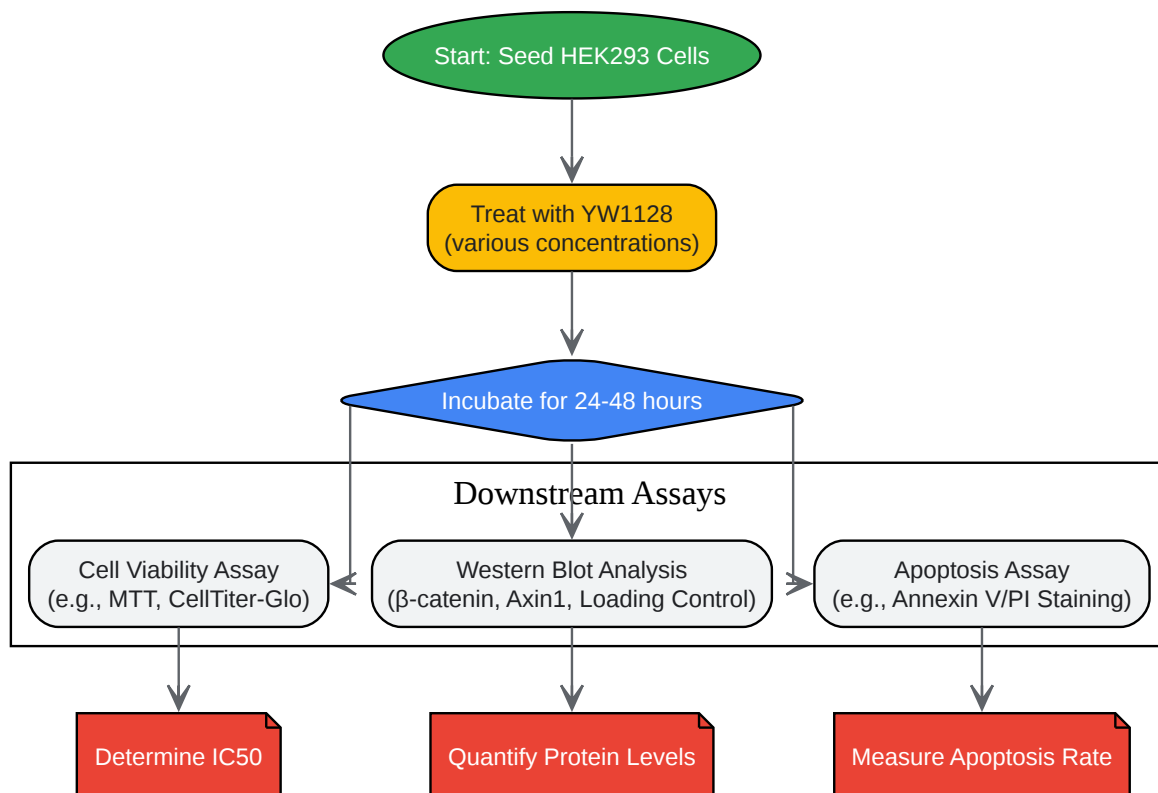 Start: Seed HEK293 Cells
Treat with YW1128
(various concentrations)
Incubate for 24-48 hours
Downstream Assays
Cell Viability Assay
(e.g., MTT, CellTiter-Glo)
Western Blot Analysis
(β-catenin, Axin1, Loading Control)
Apoptosis Assay
(e.g., Annexin V/PI Staining)
Determine IC50
Quantify Protein Levels
Measure Apoptosis Rate